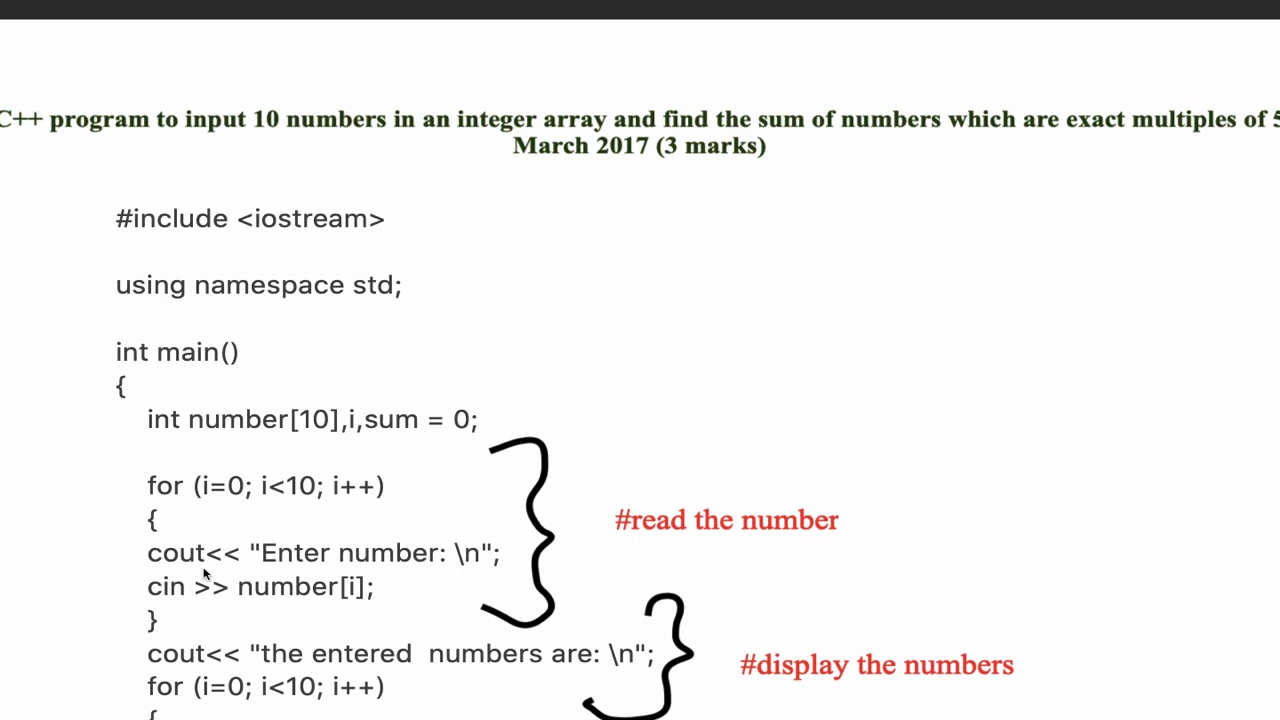 C++ program to input 10 numbers in an integer array and find the sum of numbers which are exact multiples of 5
March 2017 (3 marks)
#include <iostream>
using namespace std;
int main()
{
int number[10],i,sum = 0;
for (i=0; i<10; i++)
{
#read the number
cout<< "Enter number: \n";
cin >> number[i];
}
cout<< "the entered  numbers are: \n";
#display the numbers
for (i=0; i<10; i++)
{